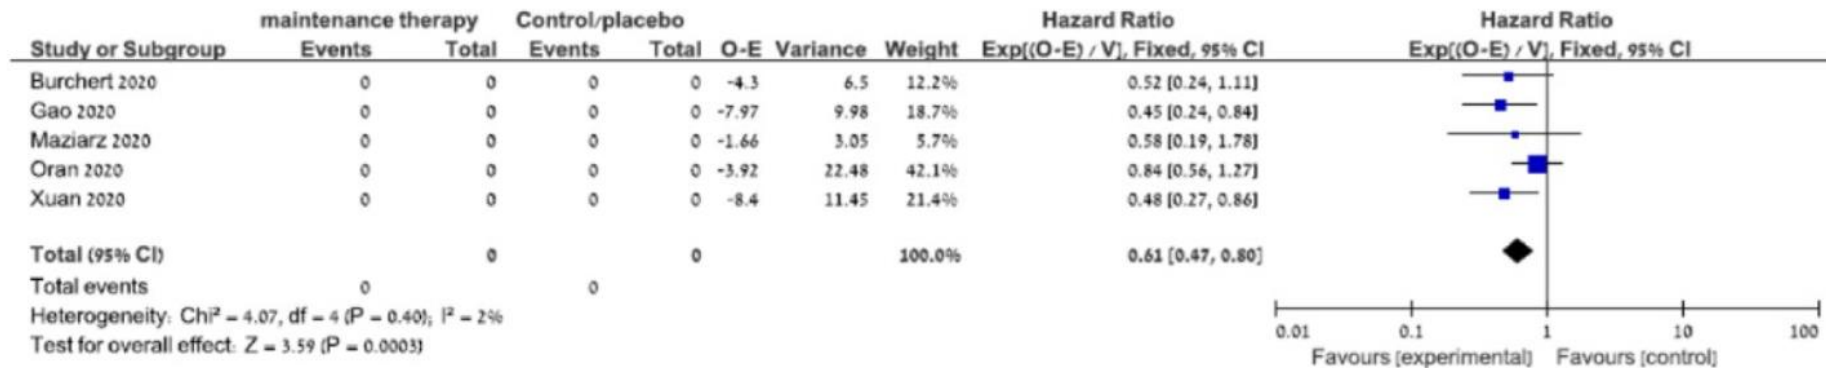 maintenance therapy Control/placebo Hazard Ratio Hazard Ratio
Study or Subgroup Events Total Events Total O-E Variance Weight Exp[(O-E) / V], Fixed, 95% CI Exp[(O-E) / V], Fixed, 95% CI
Burchert 2020 0 0 0 0 -4.3 6.5 12.2% 0.52 [0.24, 1.11]
Gao 2020 0 0 0 0 -7.97 9.98 18.7% 0.45 [0.24, 0.84]
Maziarz 2020 0 0 0 0 -1.66 3.05 5.7% 0.58 [0.19, 1.78]
Oran 2020 0 0 0 0 -3.92 22.48 42.1% 0.84 [0.56, 1.27]
Xuan 2020 0 0 0 0 -8.4 11.45 21.4% 0.48 [0.27, 0.86]
Total (95% CI) 0 0 100.0% 0.61 [0.47, 0.80]
Total events 0 0
Heterogeneity: Chi² = 4.07, df = 4 (P = 0.40); I² = 2%
Test for overall effect: Z = 3.59 (P = 0.0003)
0.01 0.1 1 10 100
Favours [experimental] Favours [control]